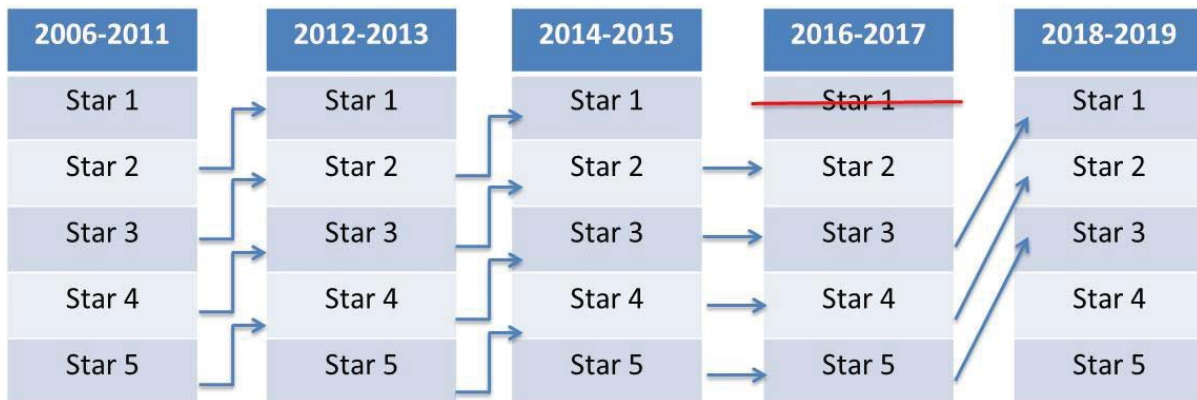 2006-2011 2012-2013 2014-2015 2016-2017 2018-2019
Star 1 Star 1 Star 1 Star 1 Star 1
Star 2 Star 2 Star 2 Star 2 Star 2
Star 3 Star 3 Star 3 Star 3 Star 3
Star 4 Star 4 Star 4 Star 4 Star 4
Star 5 Star 5 Star 5 Star 5 Star 5